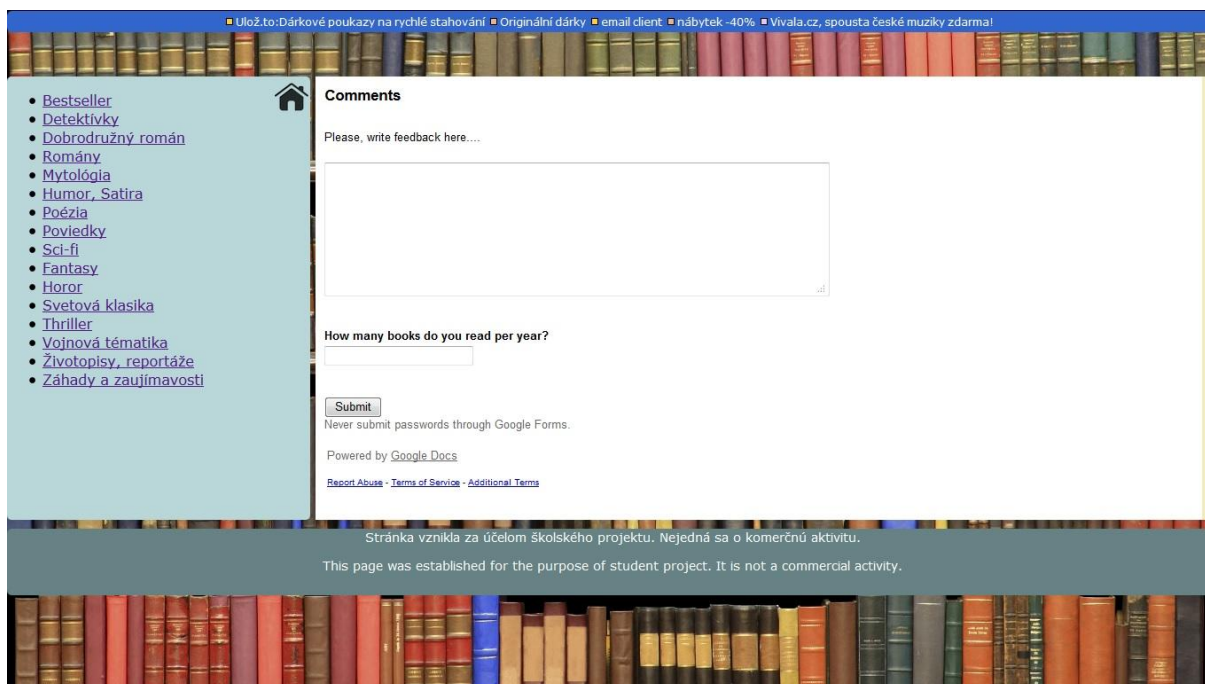 Ulož.to:Dárkové poukazy na rychlé stahování Originální dárky email client nábytek -40% Vivala.cz, spousta české muziky zdarma!
Bestseller
Detektívky
Dobrodružný román
Romány
Mytológia
Humor, Satira
Poézia
Poviedky
Sci-fi
Fantasy
Horor
Svetová klasika
Thriller
Vojnová tématika
Životopisy, reportáže
Záhady a zaujímavosti
Comments
Please, write feedback here....
How many books do you read per year?
Submit
Never submit passwords through Google Forms.
Powered by Google Docs
Report Abuse - Terms of Service - Additional Terms
Stránka vznikla za účelom školského projektu. Nejedná sa o komerčnú aktivitu.
This page was established for the purpose of student project. It is not a commercial activity.